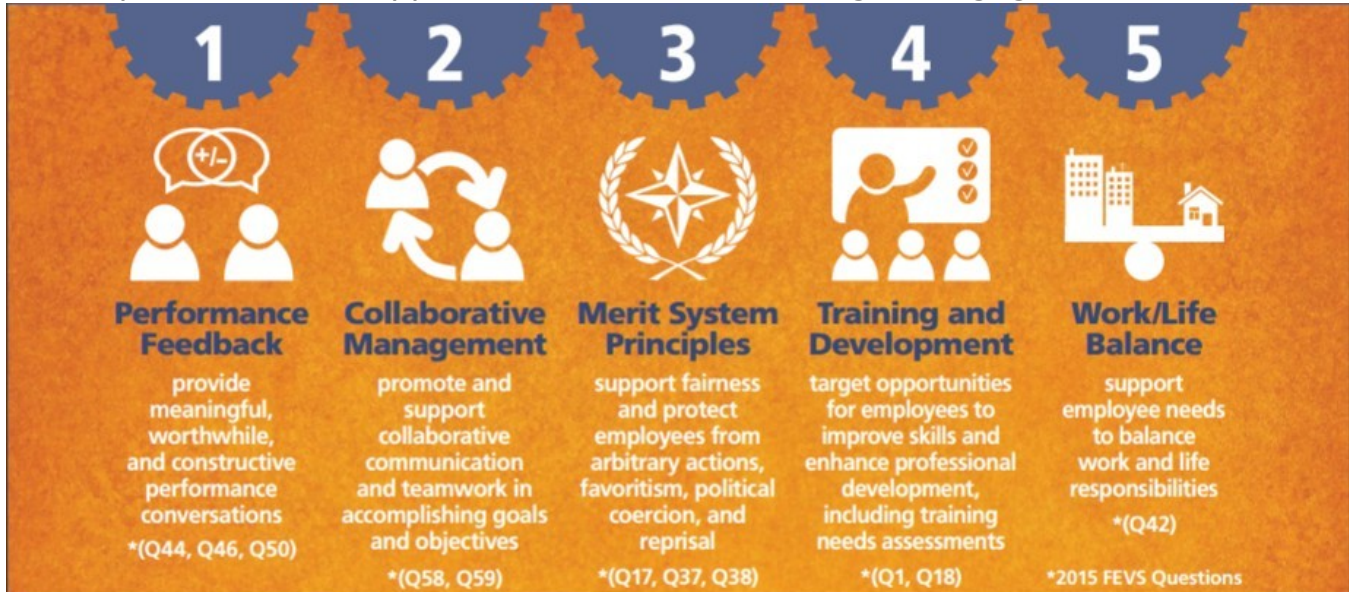 1
+/-
Performance
Feedback
provide
meaningful,
worthwhile,
and constructive
performance
conversations
*(Q44, Q46, Q50)
2
Collaborative
Management
promote and
support
collaborative
communication
and teamwork in
accomplishing goals
and objectives
*(Q58, Q59)
3
Merit System
Principles
support fairness
and protect
employees from
arbitrary actions,
favoritism, political
coercion, and
reprisal
*(Q17, Q37, Q38)
4
Training and
Development
target opportunities
for employees to
improve skills and
enhance professional
development,
including training
needs assessments
*(Q1, Q18)
5
Work/Life
Balance
support
employee needs
to balance
work and life
responsibilities
*(Q42)
*2015 FEVS Questions